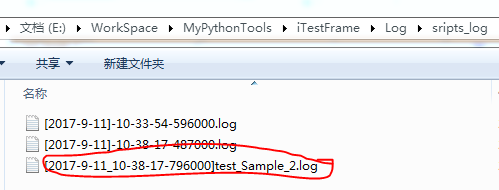 文档 (E:) ▸ WorkSpace ▸ MyPythonTools ▸ iTestFrame ▸ Log ▸ sripts_log
共享 新建文件夹
名称
[2017-9-11]-10-33-54-596000.log
[2017-9-11]-10-38-17-487000.log
[2017-9-11_10-38-17-796000]test_Sample_2.log